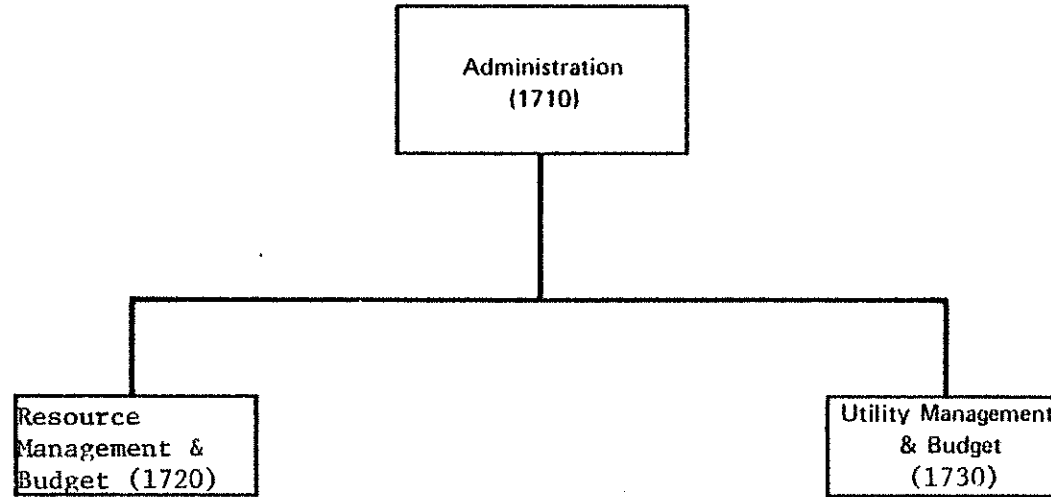 Administration
(1710)
Resource
Management &
Budget (1720)
Utility Management
& Budget
(1730)